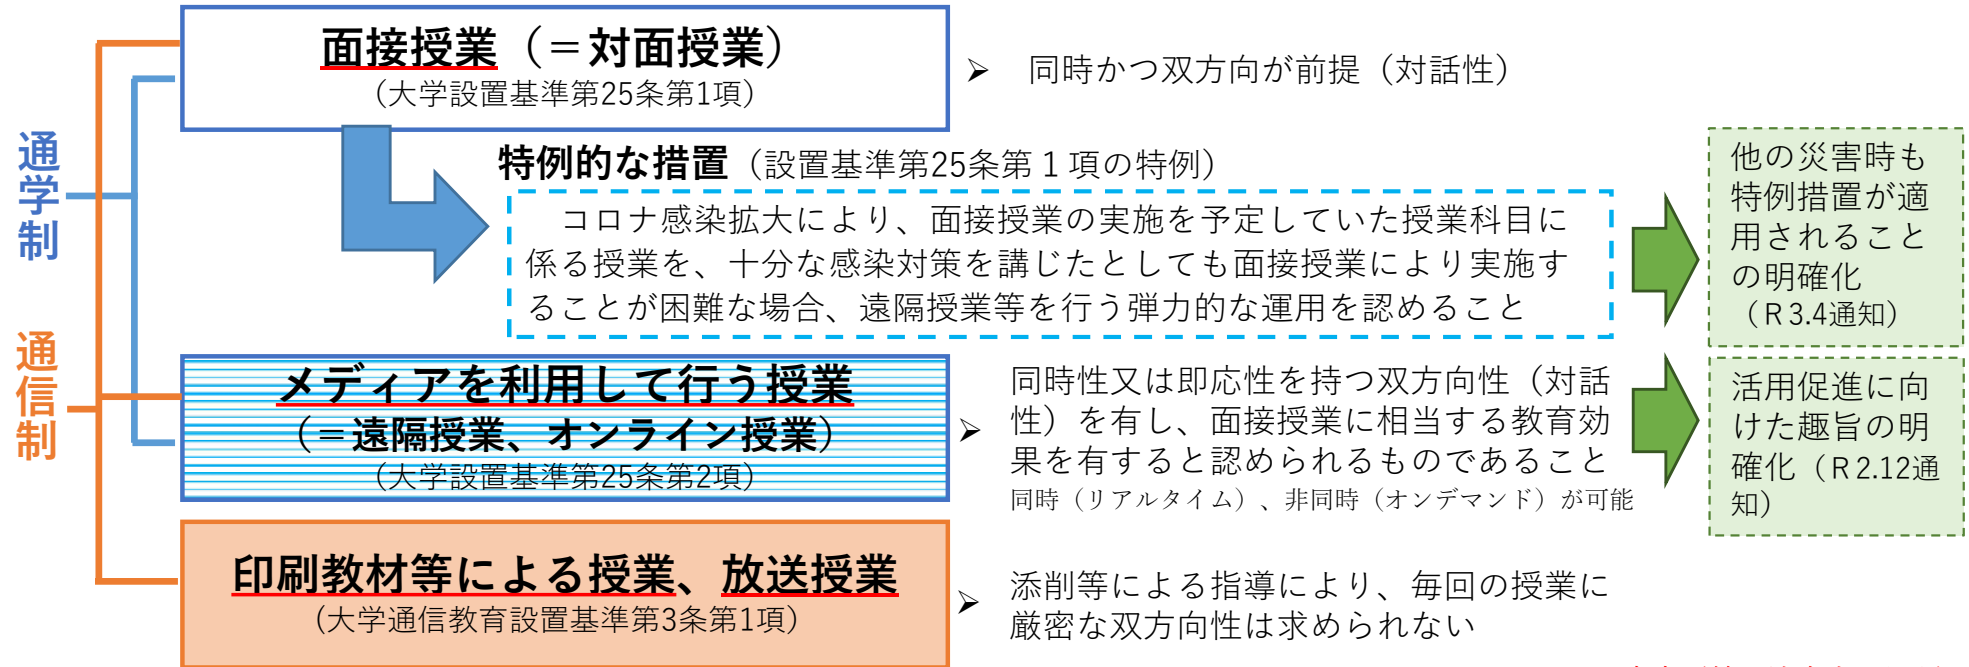 通学制
通信制
面接授業（＝対面授業）
（大学設置基準第25条第1項）
➢ 同時かつ双方向が前提（対話性）
特例的な措置（設置基準第25条第１項の特例）
コロナ感染拡大により、面接授業の実施を予定していた授業科目に
係る授業を、十分な感染対策を講じたとしても面接授業により実施す
ることが困難な場合、遠隔授業等を行う弾力的な運用を認めること
他の災害時も
特例措置が適
用されること
の明確化
（Ｒ3.4通知）
メディアを利用して行う授業
（＝遠隔授業、オンライン授業）
（大学設置基準第25条第2項）
➢ 同時性又は即応性を持つ双方向性（対話
性）を有し、面接授業に相当する教育効
果を有すると認められるものであること
同時（リアルタイム）、非同時（オンデマンド）が可能
活用促進に向
けた趣旨の明
確化（Ｒ2.12通
知）
印刷教材等による授業、放送授業
（大学通信教育設置基準第3条第1項）
➢ 添削等による指導により、毎回の授業に
厳密な双方向性は求められない